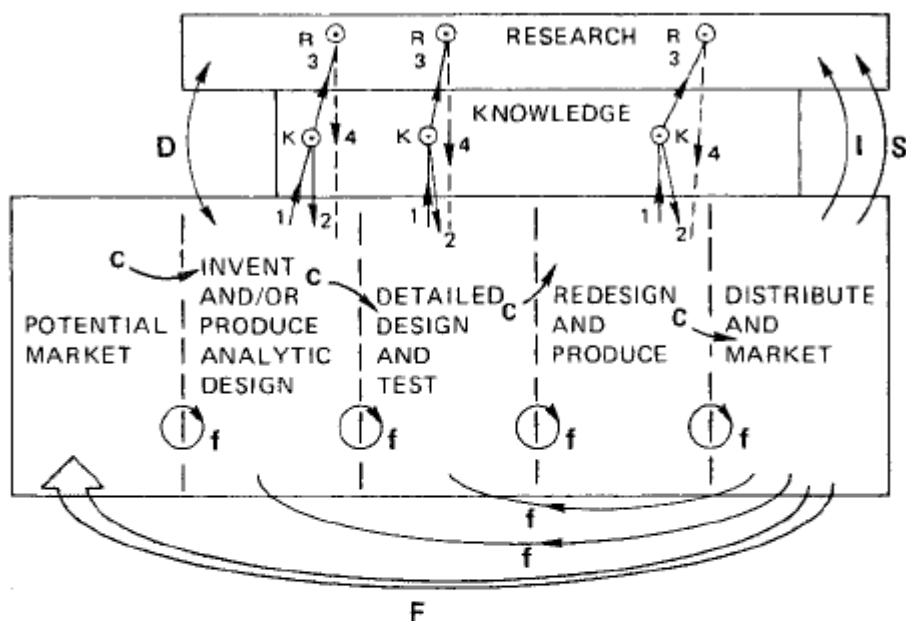 R R RESEARCH R
3 3 3
KNOWLEDGE
D K 4 K 4 K 4 I S
1 2 1 2 1 2
C INVENT
AND/OR
PRODUCE
ANALYTIC
DESIGN
POTENTIAL
MARKET
C DETAILED
DESIGN
AND
TEST
C REDESIGN
AND
PRODUCE
C DISTRIBUTE
AND
MARKET
f f f f
f
f
F